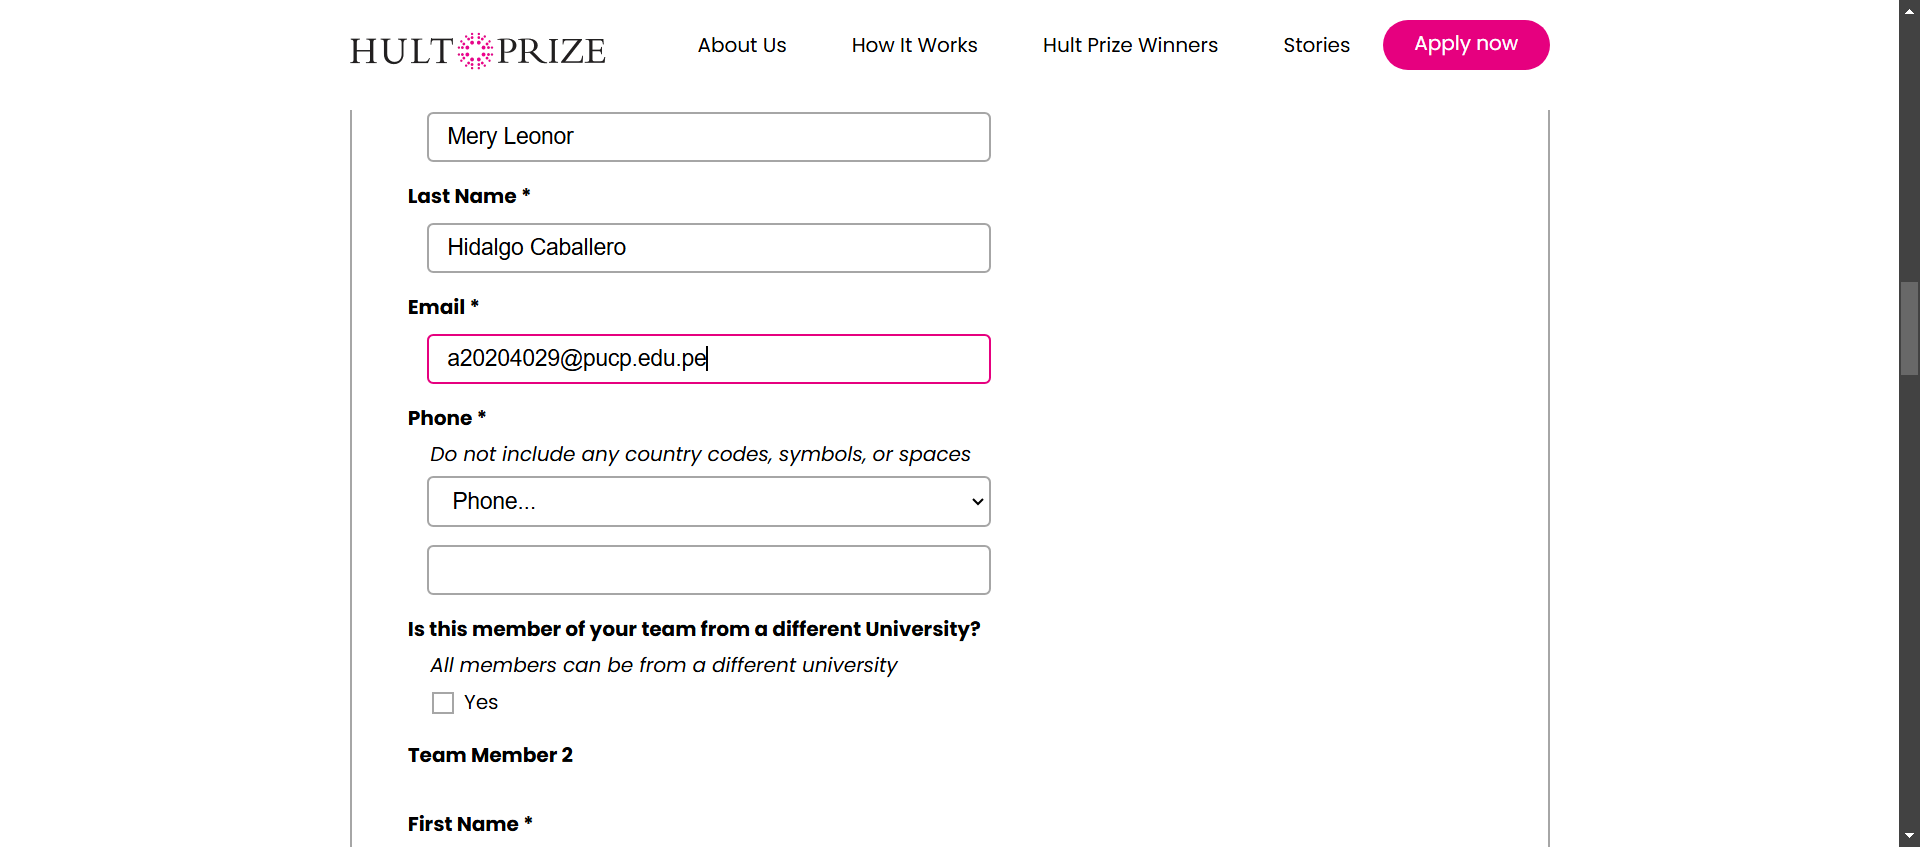 HULT PRIZE
About Us
How It Works
Hult Prize Winners
Stories
Apply now
Mery Leonor
Last Name *
Hidalgo Caballero
Email *
a20204029@pucp.edu.pe
Phone *
Do not include any country codes, symbols, or spaces
Phone...
Is this member of your team from a different University?
All members can be from a different university
Yes
Team Member 2
First Name *